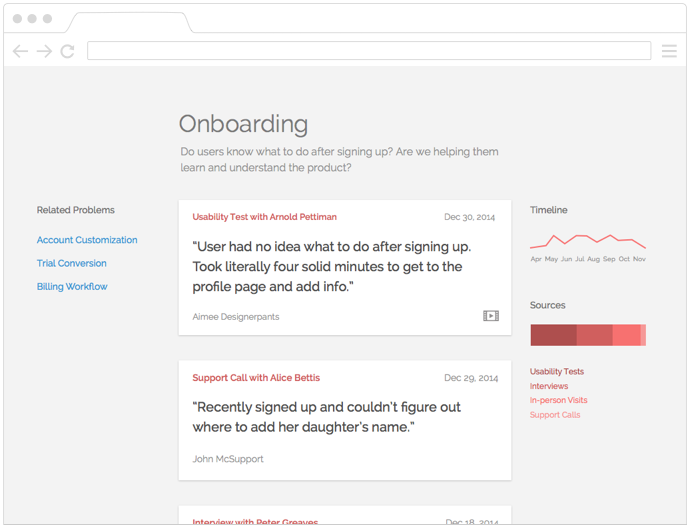 Onboarding
Do users know what to do after signing up? Are we helping them
learn and understand the product?
Related Problems
Account Customization
Trial Conversion
Billing Workflow
Usability Test with Arnold Pettiman
Dec 30, 2014
“User had no idea what to do after signing up.
Took literally four solid minutes to get to the
profile page and add info.”
Aimee Designerpants
Support Call with Alice Bettis
Dec 29, 2014
“Recently signed up and couldn’t figure out
where to add her daughter’s name.”
John McSupport
Interview with Peter Greaves
Dec 18, 2014
Timeline
Apr May Jun Jul Aug Sep Oct Nov
Sources
Usability Tests
Interviews
In-person Visits
Support Calls